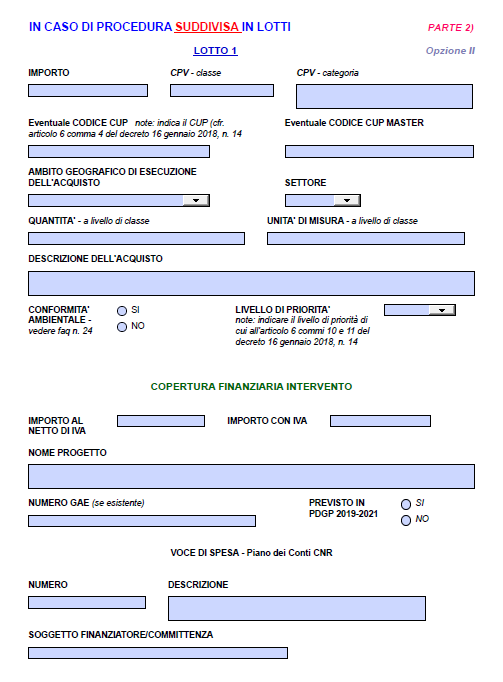 IN CASO DI PROCEDURA SUDDIVISA IN LOTTI PARTE 2)
LOTTO 1 Opzione II
IMPORTO CPV - classe CPV - categoria
Eventuale CODICE CUP note: indica il CUP (cfr. Eventuale CODICE CUP MASTER
articolo 6 comma 4 del decreto 16 gennaio 2018, n. 14
AMBITO GEOGRAFICO DI ESECUZIONE
DELL'ACQUISTO SETTORE
QUANTITA' - a livello di classe UNITA' DI MISURA - a livello di classe
DESCRIZIONE DELL'ACQUISTO
CONFORMITA' SI LIVELLO DI PRIORITA'
AMBIENTALE - note: indicare il livello di priorità di
vedere faq n. 24 NO cui all'articolo 6 commi 10 e 11 del
decreto 16 gennaio 2018, n. 14
COPERTURA FINANZIARIA INTERVENTO
IMPORTO AL IMPORTO CON IVA
NETTO DI IVA
NOME PROGETTO
NUMERO GAE (se esistente) PREVISTO IN SI
PDGP 2019-2021 NO
VOCE DI SPESA - Piano dei Conti CNR
NUMERO DESCRIZIONE
SOGGETTO FINANZIATORE/COMMITTENZA